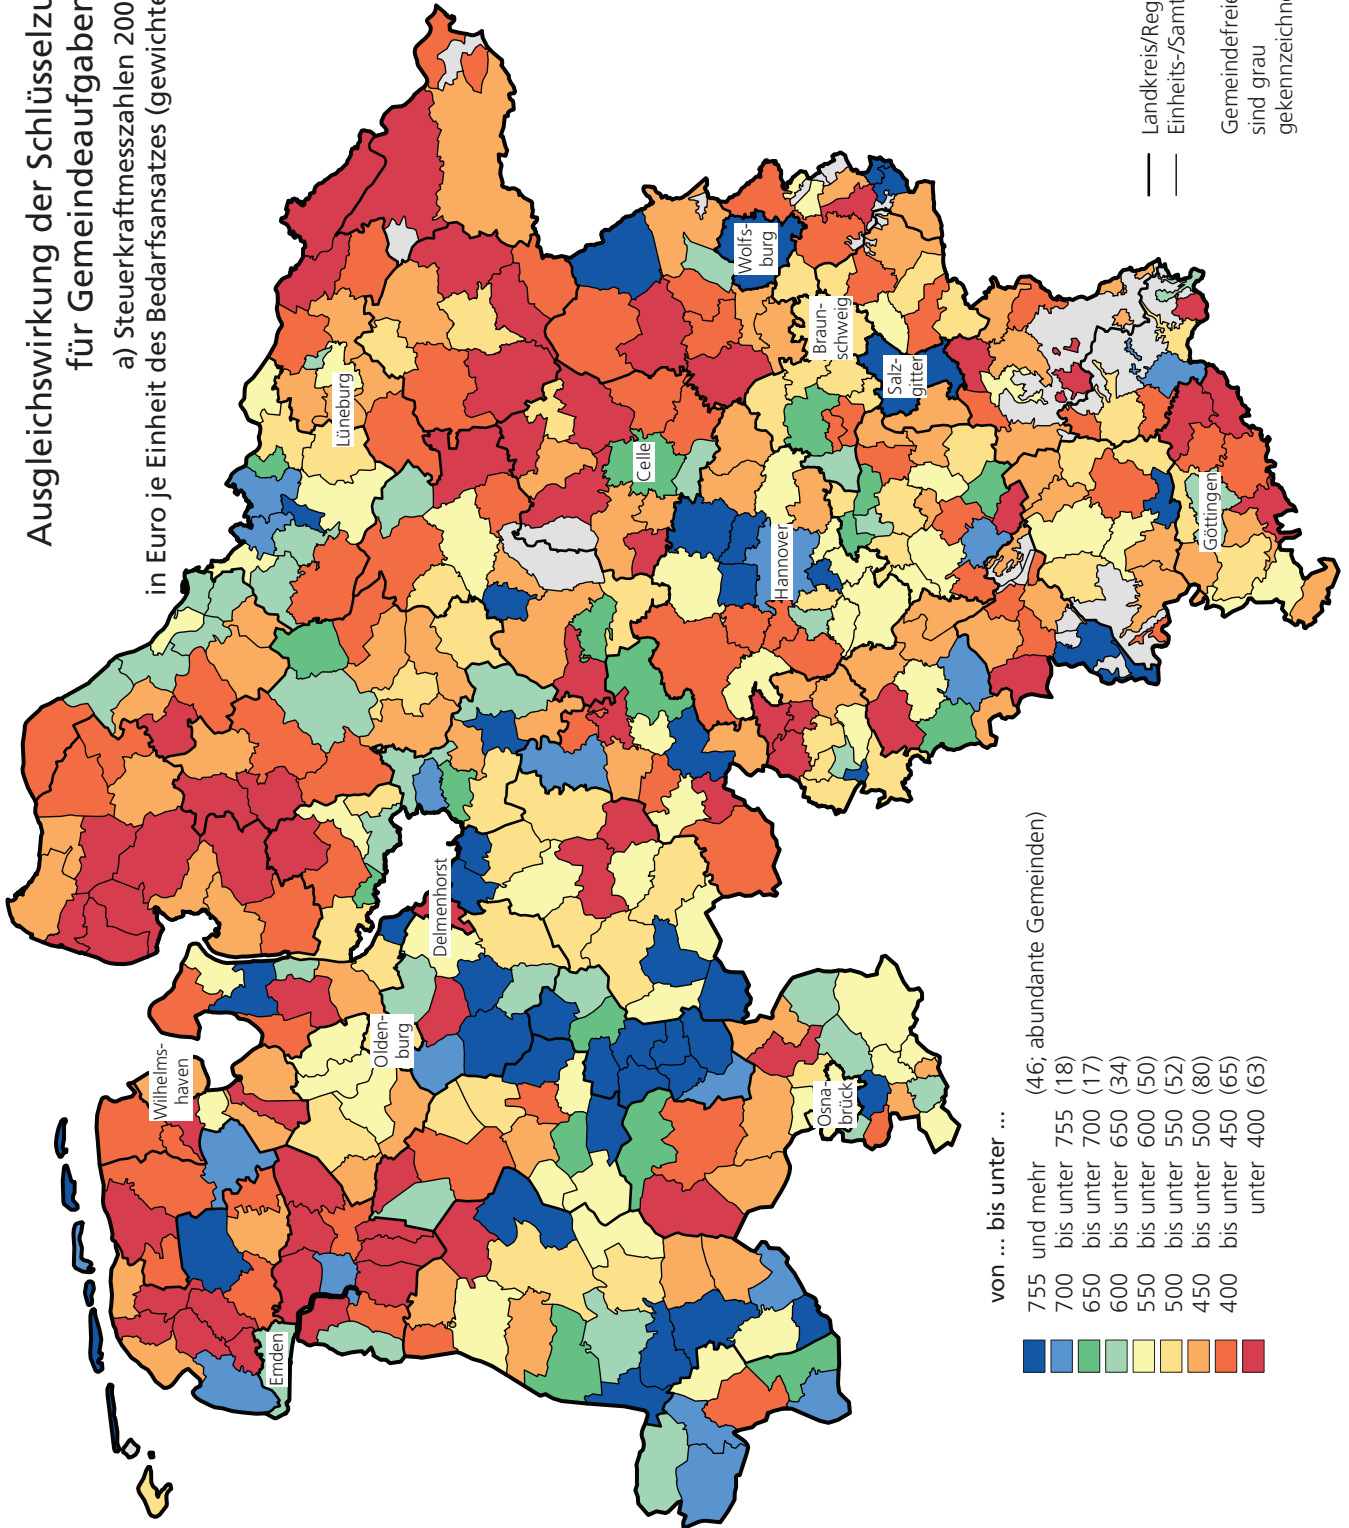 Ausgleichswirkung der Schlüsselzu
für Gemeindeaufgaben
a) Steuerkraftmesszahlen 200
in Euro je Einheit des Bedarfsansatzes (gewichte
Wilhelms-
haven
Emden
Olden-
burg
Delmenhorst
Osna-
brück
Lüneburg
Celle
Hannover
Wolfs-
burg
Braun-
schweig
Salz-
gitter
Göttingen
von ... bis unter ...
755 und mehr (46; abundante Gemeinden)
700 bis unter 755 (18)
650 bis unter 700 (17)
600 bis unter 650 (34)
550 bis unter 600 (50)
500 bis unter 550 (52)
450 bis unter 500 (80)
400 bis unter 450 (65)
unter 400 (63)
Landkreis/Reg
Einheits-/Samt
Gemeindefreie
sind grau
gekennzeichne